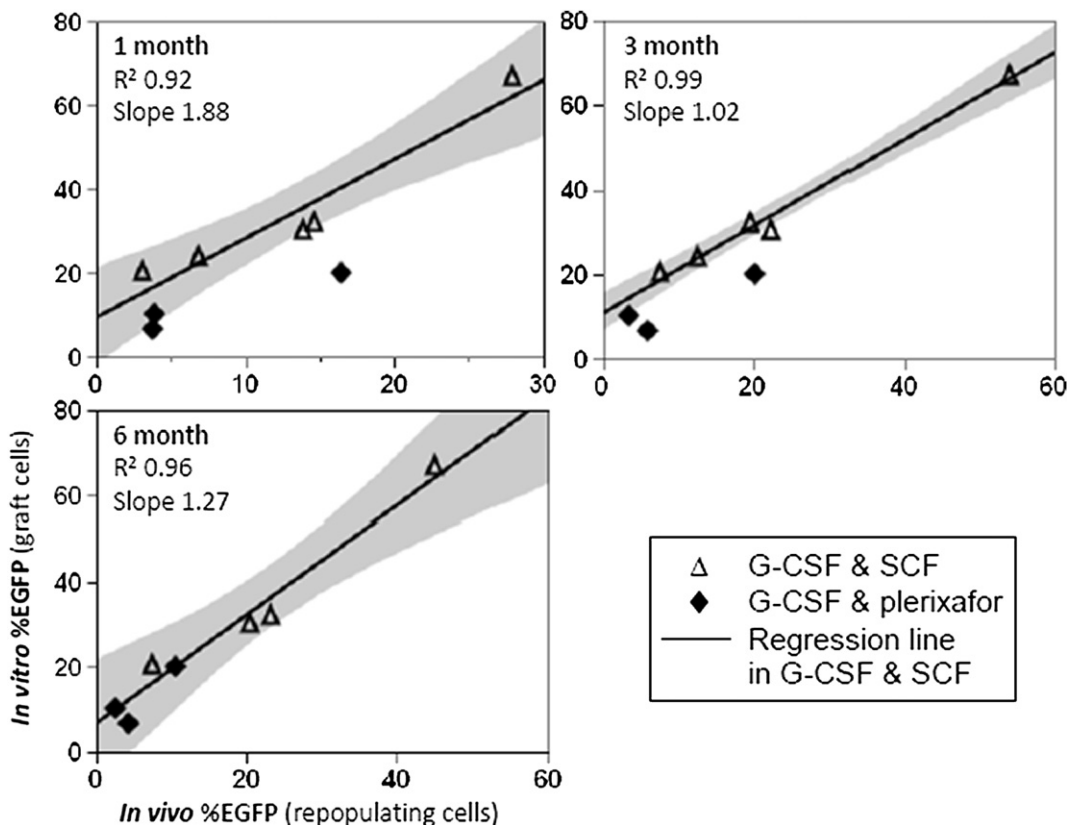 1 month
R² 0.92
Slope 1.88
80
60
40
20
0
0
10
20
30
3 month
R² 0.99
Slope 1.02
80
60
40
20
0
0
20
40
60
6 month
R² 0.96
Slope 1.27
80
60
40
20
0
0
20
40
60
In vitro %EGFP (graft cells)
In vivo %EGFP (repopulating cells)
G-CSF & SCF
G-CSF & plerixafor
Regression line
in G-CSF & SCF